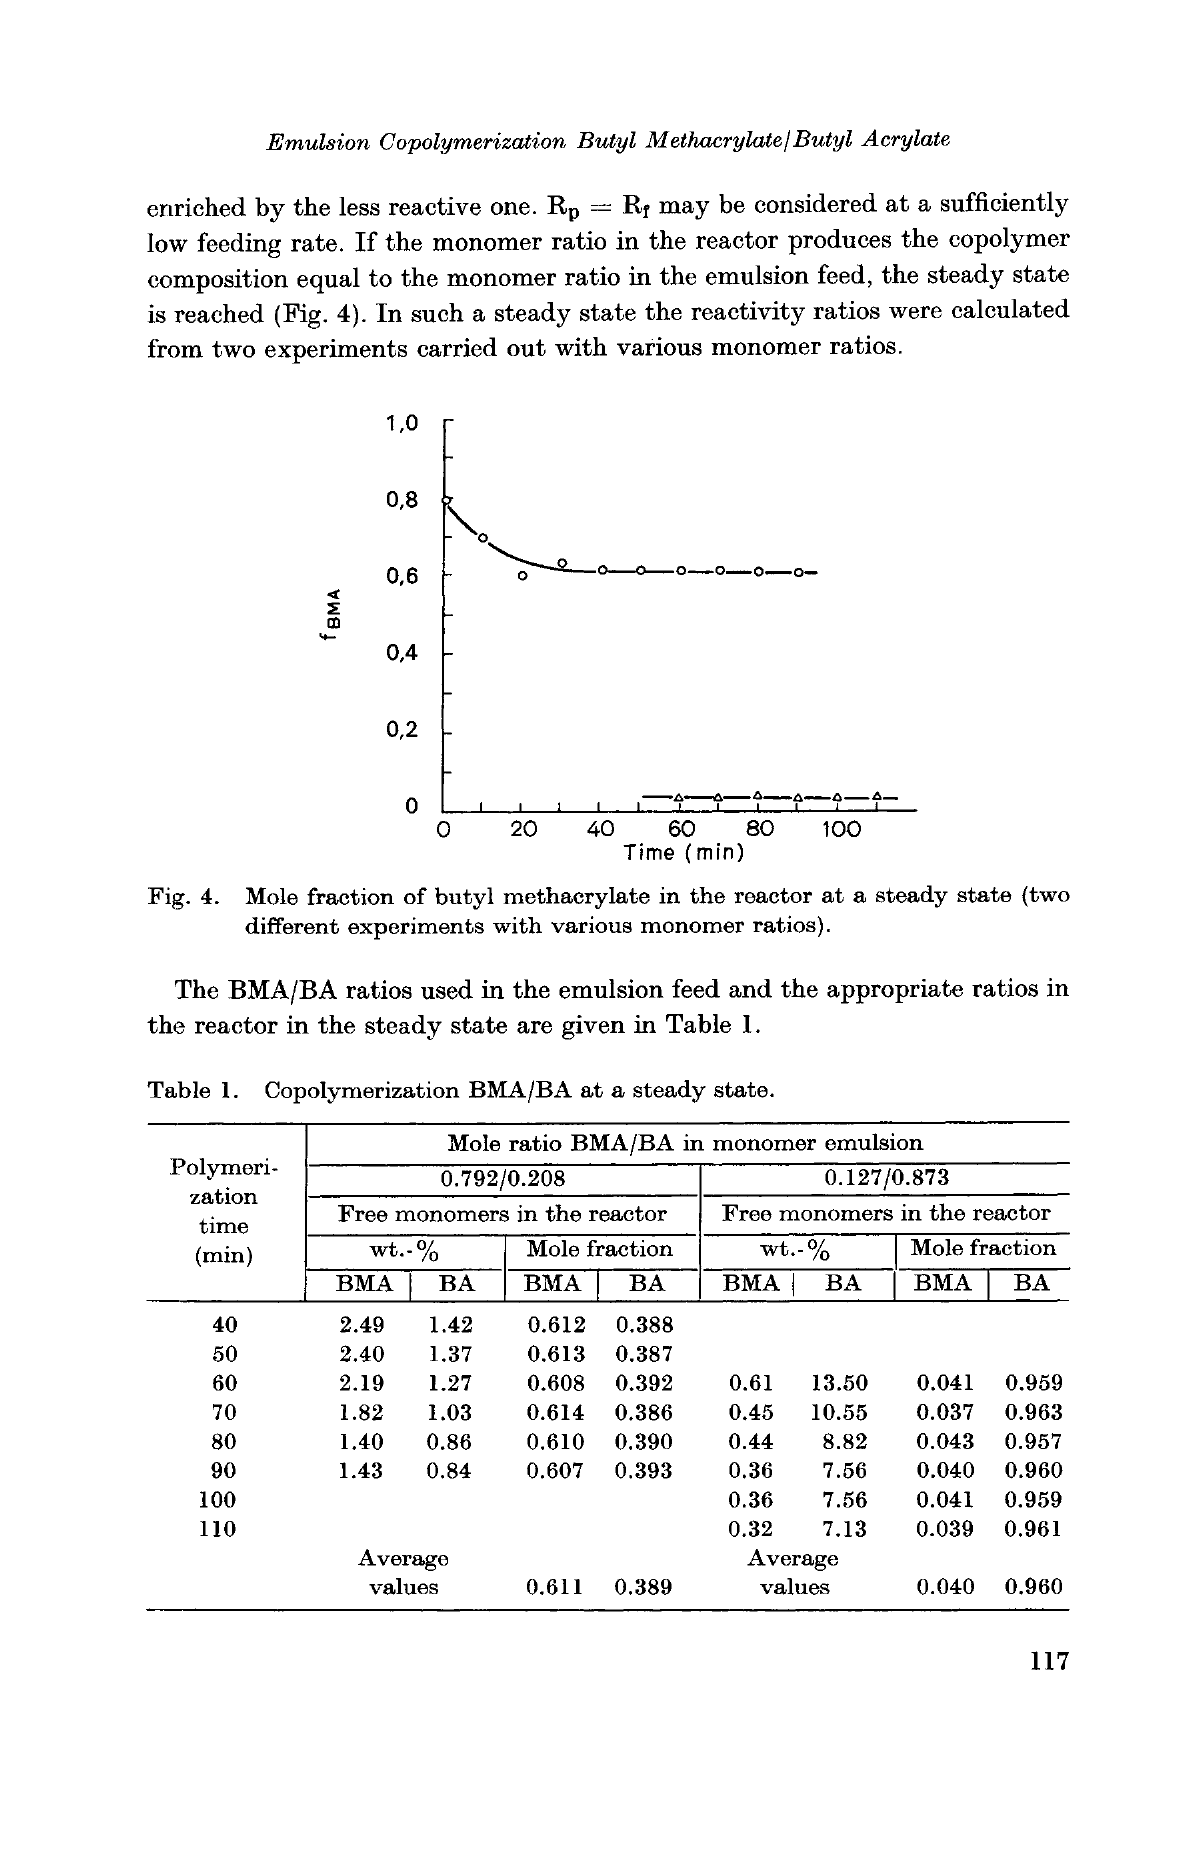 Emulsion Copolymerization Butyl Methacrylate/Butyl Acrylate
enriched by the less reactive one. Rp = Rf may be considered at a sufficiently
low feeding rate. If the monomer ratio in the reactor produces the copolymer
composition equal to the monomer ratio in the emulsion feed, the steady state
is reached (Fig. 4). In such a steady state the reactivity ratios were calculated
from two experiments carried out with various monomer ratios.
1,0
0,8
0,6
0,4
0,2
0
f BMA
0 20 40 60 80 100
Time (min)
Fig. 4. Mole fraction of butyl methacrylate in the reactor at a steady state (two
different experiments with various monomer ratios).
The BMA/BA ratios used in the emulsion feed and the appropriate ratios in
the reactor in the steady state are given in Table 1.
Table 1. Copolymerization BMA/BA at a steady state.
Polymeri-
zation
time
(min)
Mole ratio BMA/BA in monomer emulsion
0.792/0.208 0.127/0.873
Free monomers in the reactor Free monomers in the reactor
wt.-% Mole fraction wt.-% Mole fraction
BMA BA BMA BA BMA BA BMA BA
40 2.49 1.42 0.612 0.388
50 2.40 1.37 0.613 0.387
60 2.19 1.27 0.608 0.392 0.61 13.50 0.041 0.959
70 1.82 1.03 0.614 0.386 0.45 10.55 0.037 0.963
80 1.40 0.86 0.610 0.390 0.44 8.82 0.043 0.957
90 1.43 0.84 0.607 0.393 0.36 7.56 0.040 0.960
100 0.36 7.56 0.041 0.959
110 0.32 7.13 0.039 0.961
Average Average
values 0.611 0.389 values 0.040 0.960
117